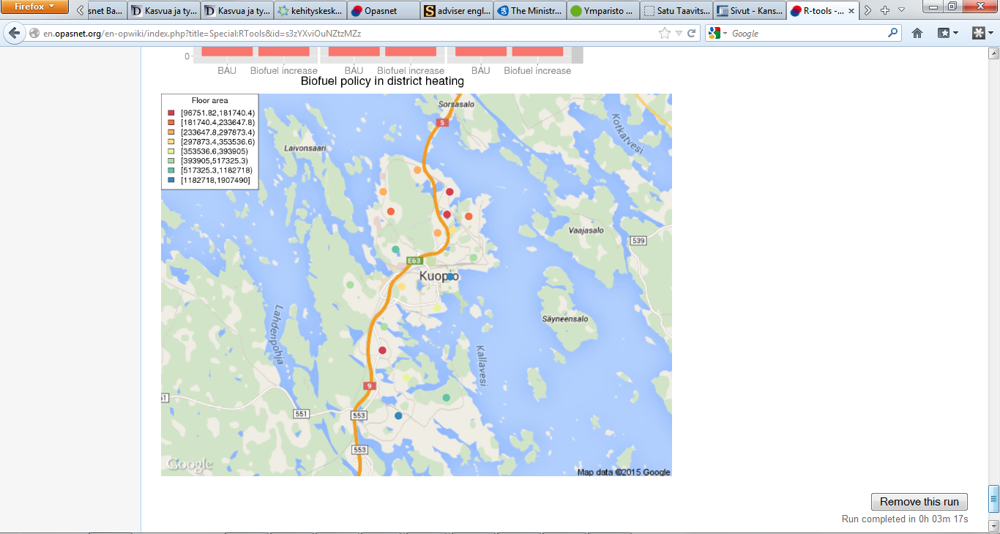 Firefox
snet Ba...
Kasvua ja ty...
Kasvua ja ty...
kehityskesk...
Opasnet
adviser engl...
The Ministr...
Ymparisto ...
Satu Taavits...
Sivut - Kans...
R-tools -...
en.opasnet.org/en-opwiki/index.php?title=Special:RTools&id=s3zYXviOuNZtzMZz
Google
0
BAU Biofuel increase BAU Biofuel increase BAU Biofuel increase
Biofuel policy in district heating
Floor area
[96751.82,181740.4)
[181740.4,233647.8)
[233647.8,297873.4)
[297873.4,353536.6)
[353536.6,393905)
[393905,517325.3)
[517325.3,1182718)
[1182718,1907490]
Sorsasalo
5
Kotkatvesi
Laivonsaari
Vaajasalo
539
E63
Kuopio
Säyneensalo
Lahdenpohja
Kallavesi
9
51
551
553
553
Google
Map data ©2015 Google
Remove this run
Run completed in 0h 03m 17s